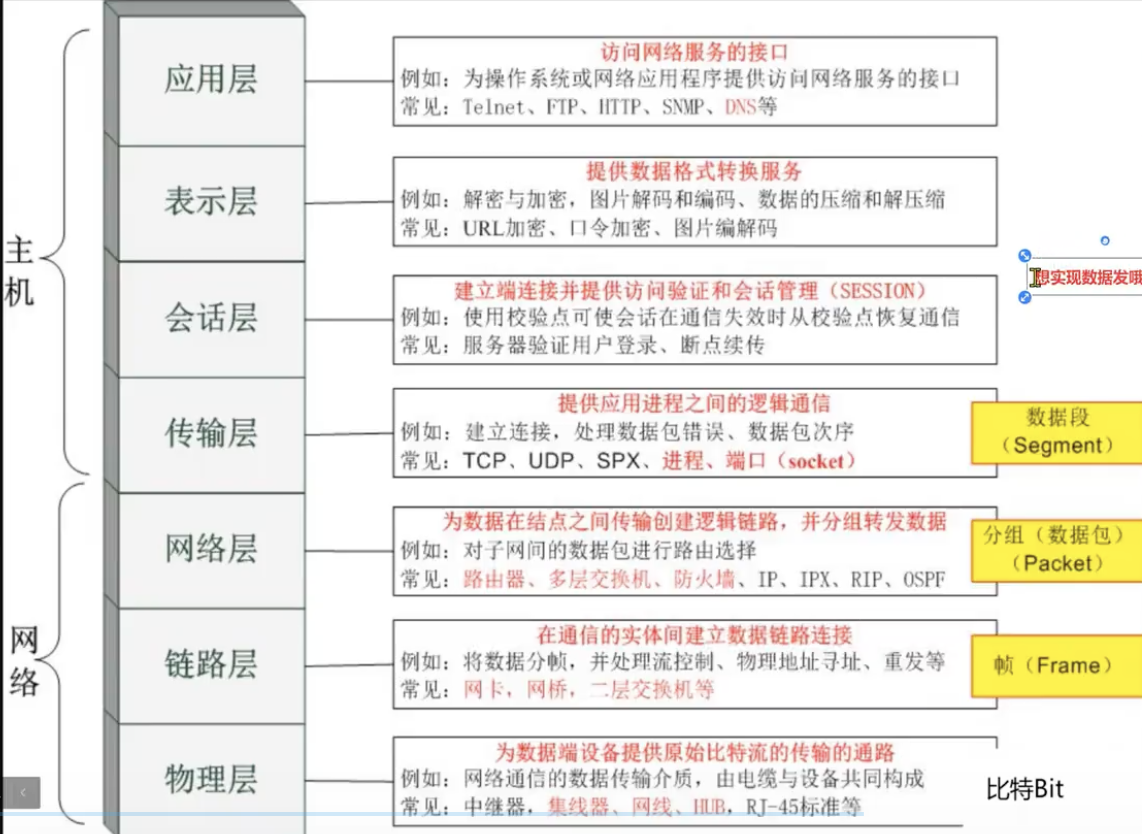 应用层
访问网络服务的接口
例如：为操作系统或网络应用程序提供访问网络服务的接口
常见：Telnet、FTP、HTTP、SNMP、DNS等
表示层
提供数据格式转换服务
例如：解密与加密，图片解码和编码、数据的压缩和解压缩
常见：URL加密、口令加密、图片编解码
主机
会话层
建立端连接并提供访问验证和会话管理（SESSION）
例如：使用校验点可使会话在通信失效时从校验点恢复通信
常见：服务器验证用户登录、断点续传
想实现数据发哦
传输层
提供应用进程之间的逻辑通信
例如：建立连接，处理数据包错误、数据包次序
常见：TCP、UDP、SPX、进程、端口（socket）
数据段
（Segment）
网络层
为数据在结点之间传输创建逻辑链路，并分组转发数据
例如：对子网间的数据包进行路由选择
常见：路由器、多层交换机、防火墙、IP、IPX、RIP、OSPF
分组（数据包）
（Packet）
网络
链路层
在通信的实体间建立数据链路连接
例如：将数据分帧，并处理流控制、物理地址寻址、重发等
常见：网卡，网桥，二层交换机等
帧（Frame）
物理层
为数据端设备提供原始比特流的传输的通路
例如：网络通信的数据传输介质，由电缆与设备共同构成
常见：中继器，集线器、网线、HUB，RJ-45标准等
比特Bit